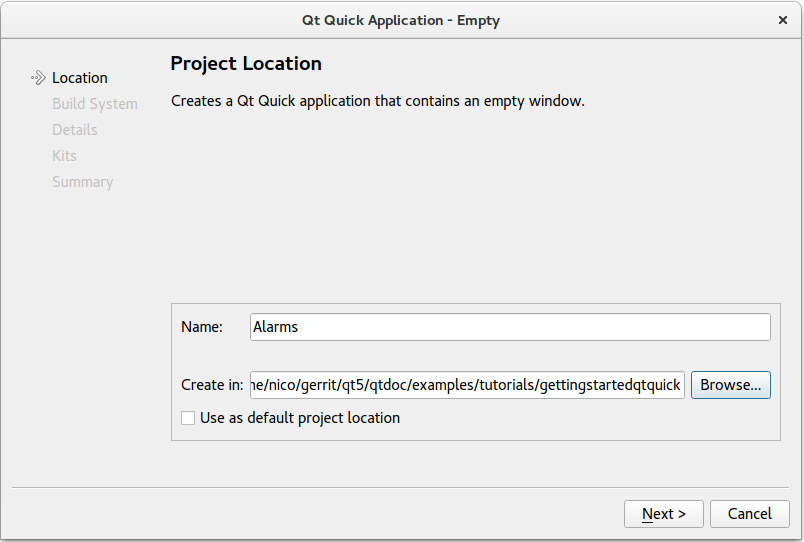 Qt Quick Application - Empty
Location
Build System
Details
Kits
Summary
Project Location
Creates a Qt Quick application that contains an empty window.
Name: Alarms
Create in: ne/nico/gerrit/qt5/qtdoc/examples/tutorials/gettingstartedqtquick Browse...
Use as default project location
Next > Cancel